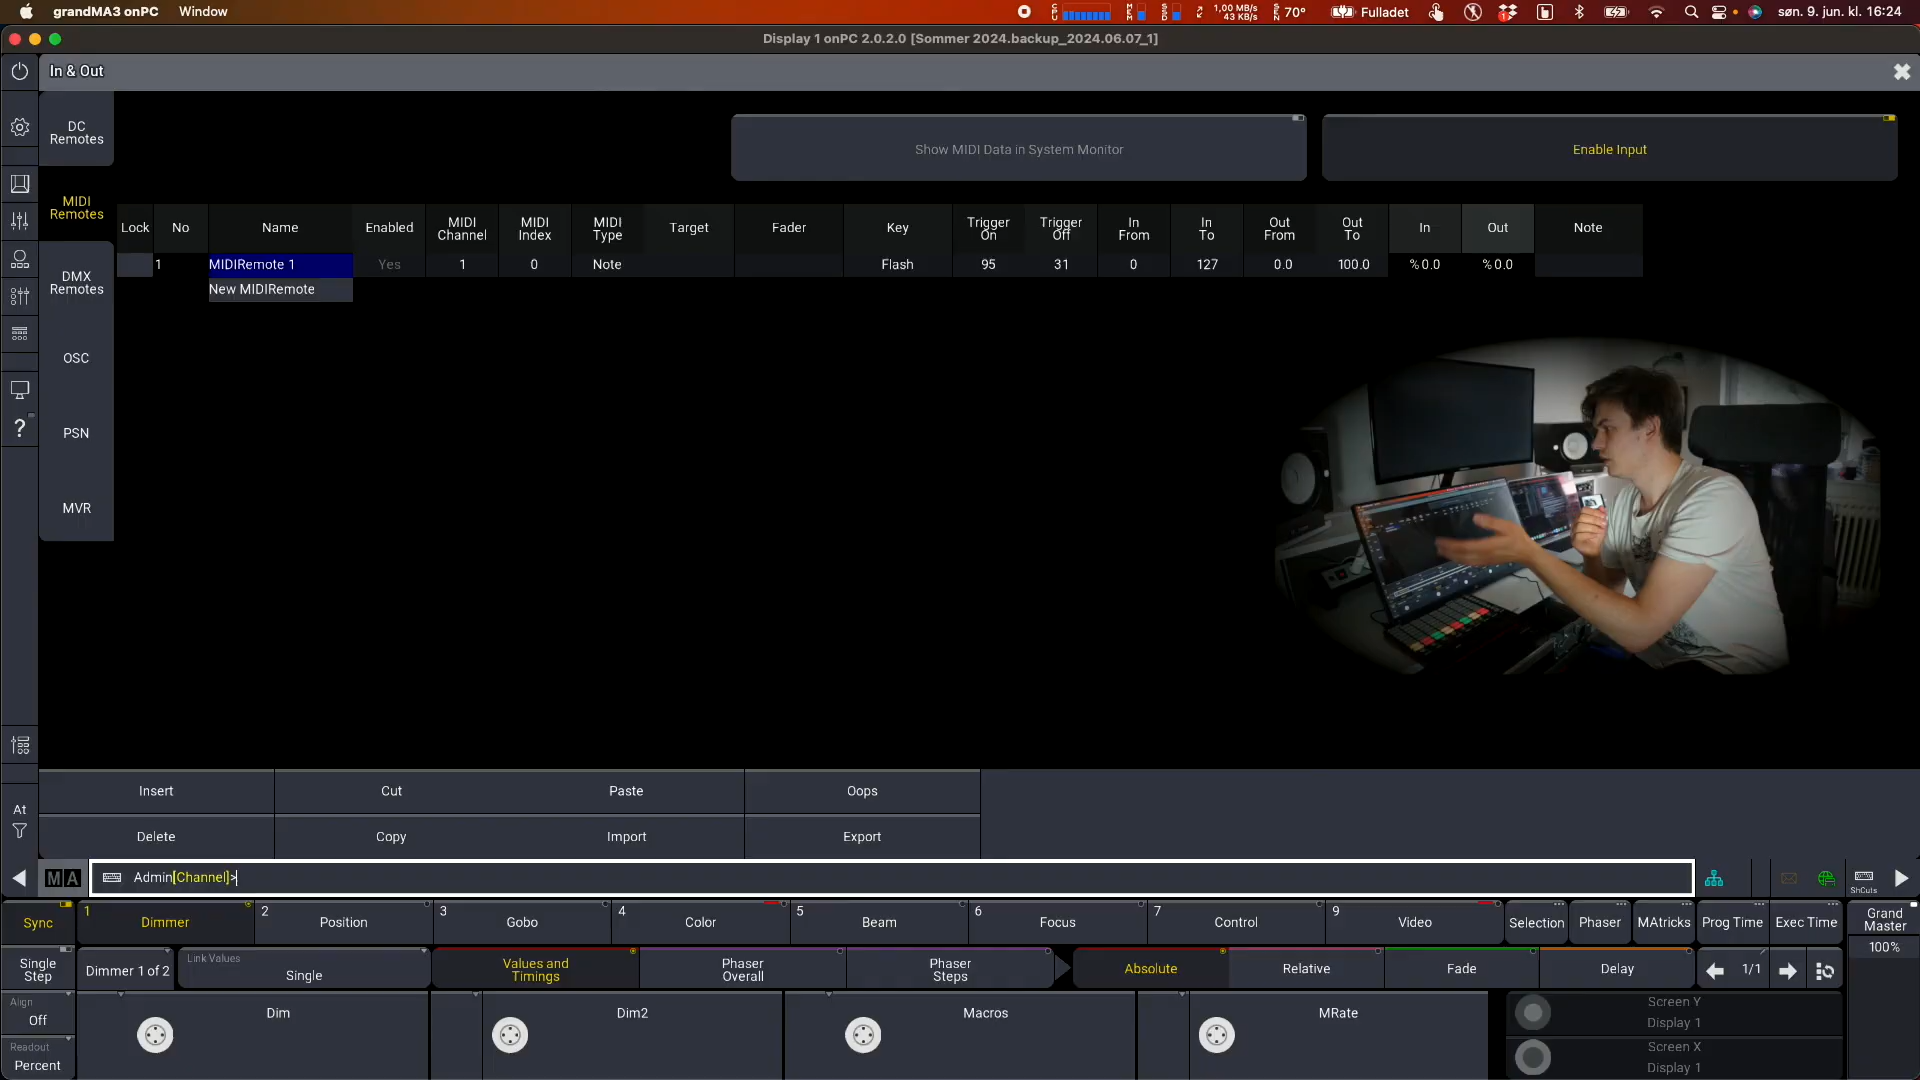 grandMA3 onPC
Window
1,00 MB/s
43 KB/s
70°
Fulladet
søn. 9. jun. kl. 16:24
Display 1 onPC 2.0.2.0 [Sommer 2024.backup_2024.06.07_1]
In & Out
DC
Remotes
MIDI
Remotes
DMX
Remotes
OSC
PSN
MVR
Show MIDI Data in System Monitor
Enable Input
Lock
No
Name
Enabled
MIDI
Channel
MIDI
Index
MIDI
Type
Target
Fader
Key
Trigger
On
Trigger
Off
In
From
In
To
Out
From
Out
To
In
Out
Note
1
MIDIRemote 1
Yes
1
0
Note
Flash
95
31
0
127
0.0
100.0
%0.0
%0.0
New MIDIRemote
?
At
Insert
Cut
Paste
Oops
Delete
Copy
Import
Export
MA
Admin[Channel]>
ShCuts
Sync
1
Dimmer
2
Position
3
Gobo
4
Color
5
Beam
6
Focus
7
Control
9
Video
Selection
Phaser
MAtricks
Prog Time
Exec Time
Grand
Master
100%
Single
Step
Dimmer 1 of 2
Link Values
Single
Values and
Timings
Phaser
Overall
Phaser
Steps
Absolute
Relative
Fade
Delay
1/1
Align
Off
Readout
Percent
Dim
Dim2
Macros
MRate
Screen Y
Display 1
Screen X
Display 1